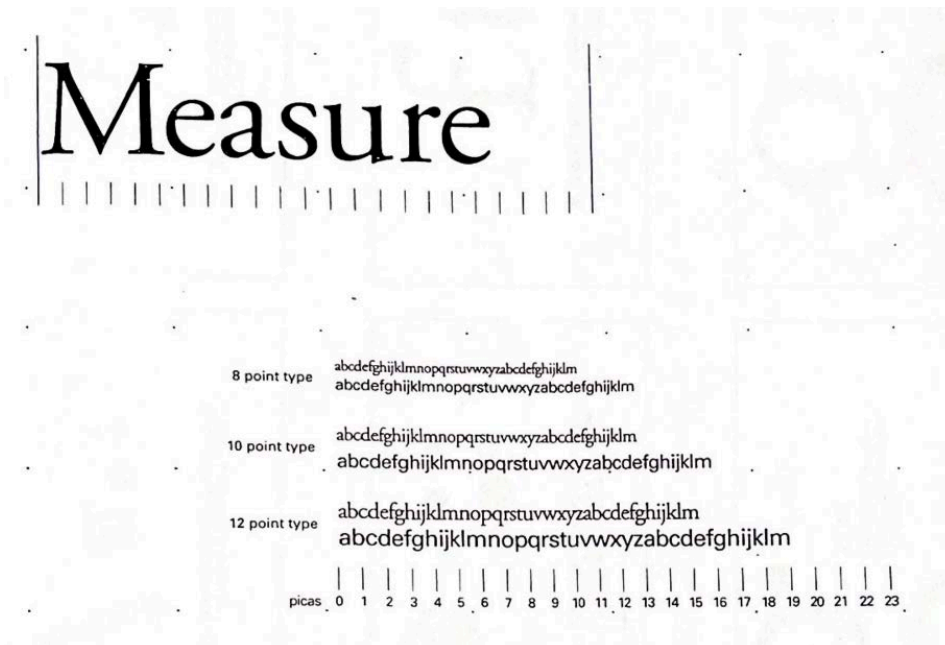 Measure
8 point type
abcdefghijklmnopqrstuvwxyzabcdefghijklm
abcdefghijklmnopqrstuvwxyzabcdefghijklm
10 point type
abcdefghijklmnopqrstuvwxyzabcdefghijklm
abcdefghijklmnopqrstuvwxyzabcdefghijklm
12 point type
abcdefghijklmnopqrstuvwxyzabcdefghijklm
abcdefghijklmnopqrstuvwxyzabcdefghijklm
picas 0 1 2 3 4 5 6 7 8 9 10 11 12 13 14 15 16 17 18 19 20 21 22 23